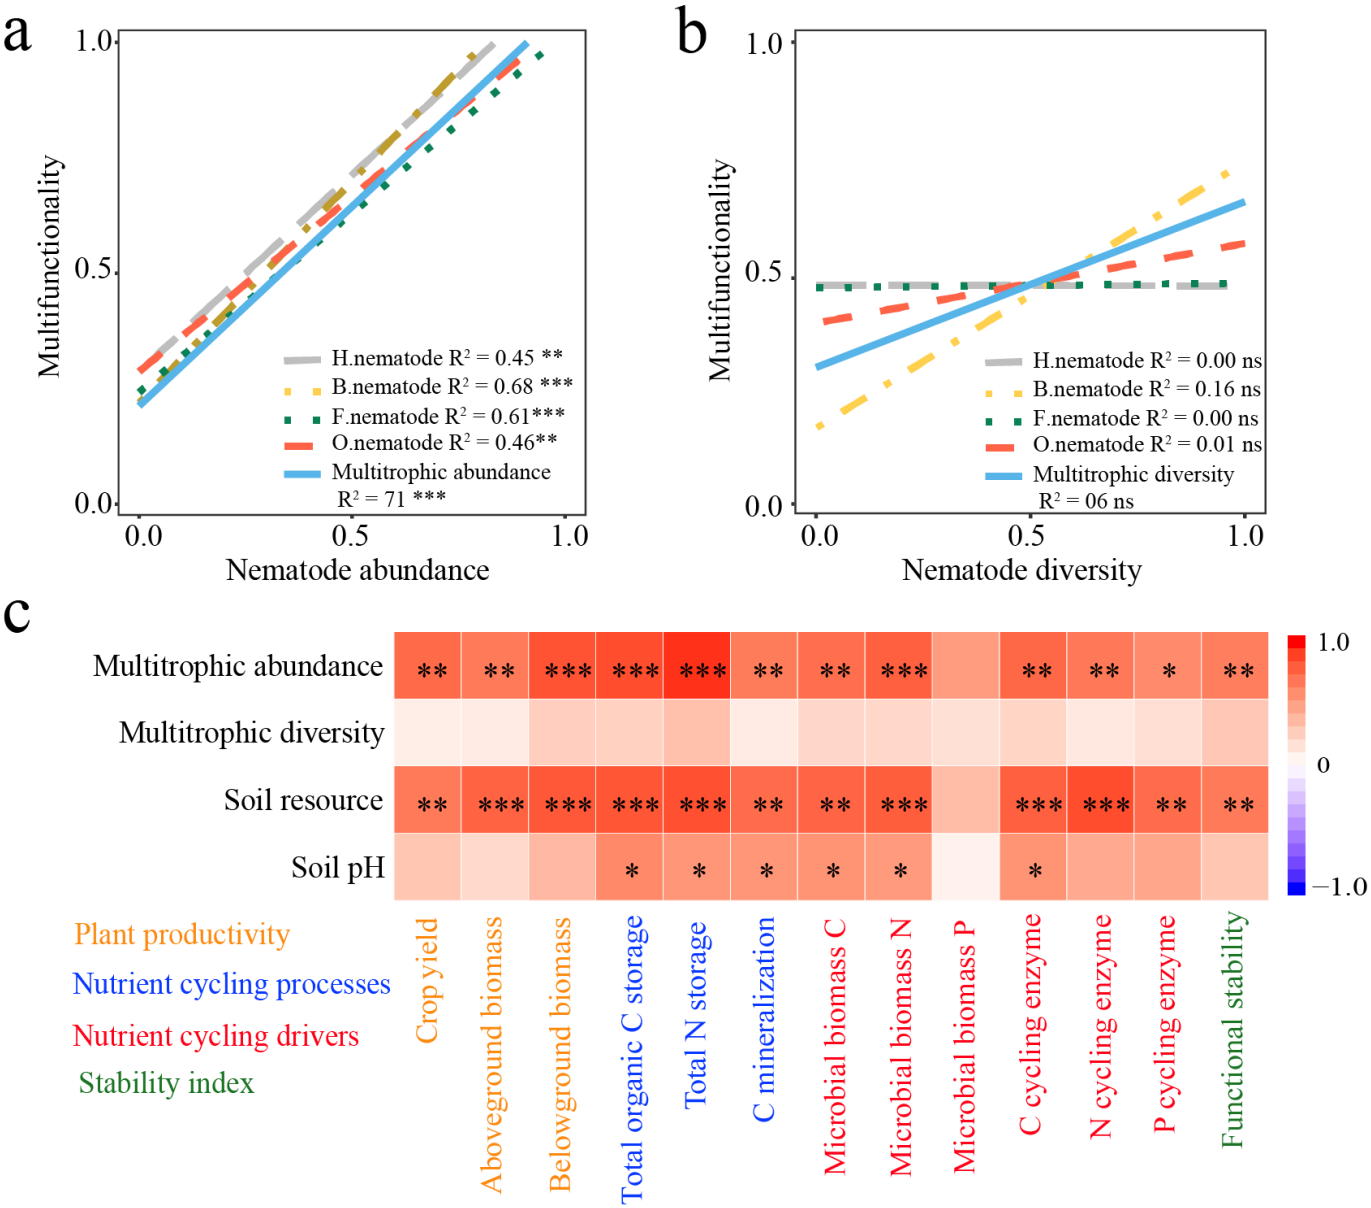 a
1.0
0.5
0.0
Multifunctionality
H.nematode R² = 0.45 **
B.nematode R² = 0.68 ***
F.nematode R² = 0.61***
O.nematode R² = 0.46**
Multitrophic abundance
R² = 71 ***
0.0 0.5 1.0
Nematode abundance
b
1.0
0.5
0.0
Multifunctionality
H.nematode R² = 0.00 ns
B.nematode R² = 0.16 ns
F.nematode R² = 0.00 ns
O.nematode R² = 0.01 ns
Multitrophic diversity
R² = 06 ns
0.0 0.5 1.0
Nematode diversity
c
Multitrophic abundance ** ** *** *** *** ** ** *** ** ** * **
Multitrophic diversity
Soil resource ** *** *** *** *** ** ** *** *** *** ** **
Soil pH * * * * * *
1.0
0
−1.0
Plant productivity
Nutrient cycling processes
Nutrient cycling drivers
Stability index
Crop yield
Aboveground biomass
Belowground biomass
Total organic C storage
Total N storage
C mineralization
Microbial biomass C
Microbial biomass N
Microbial biomass P
C cycling enzyme
N cycling enzyme
P cycling enzyme
Functional stability